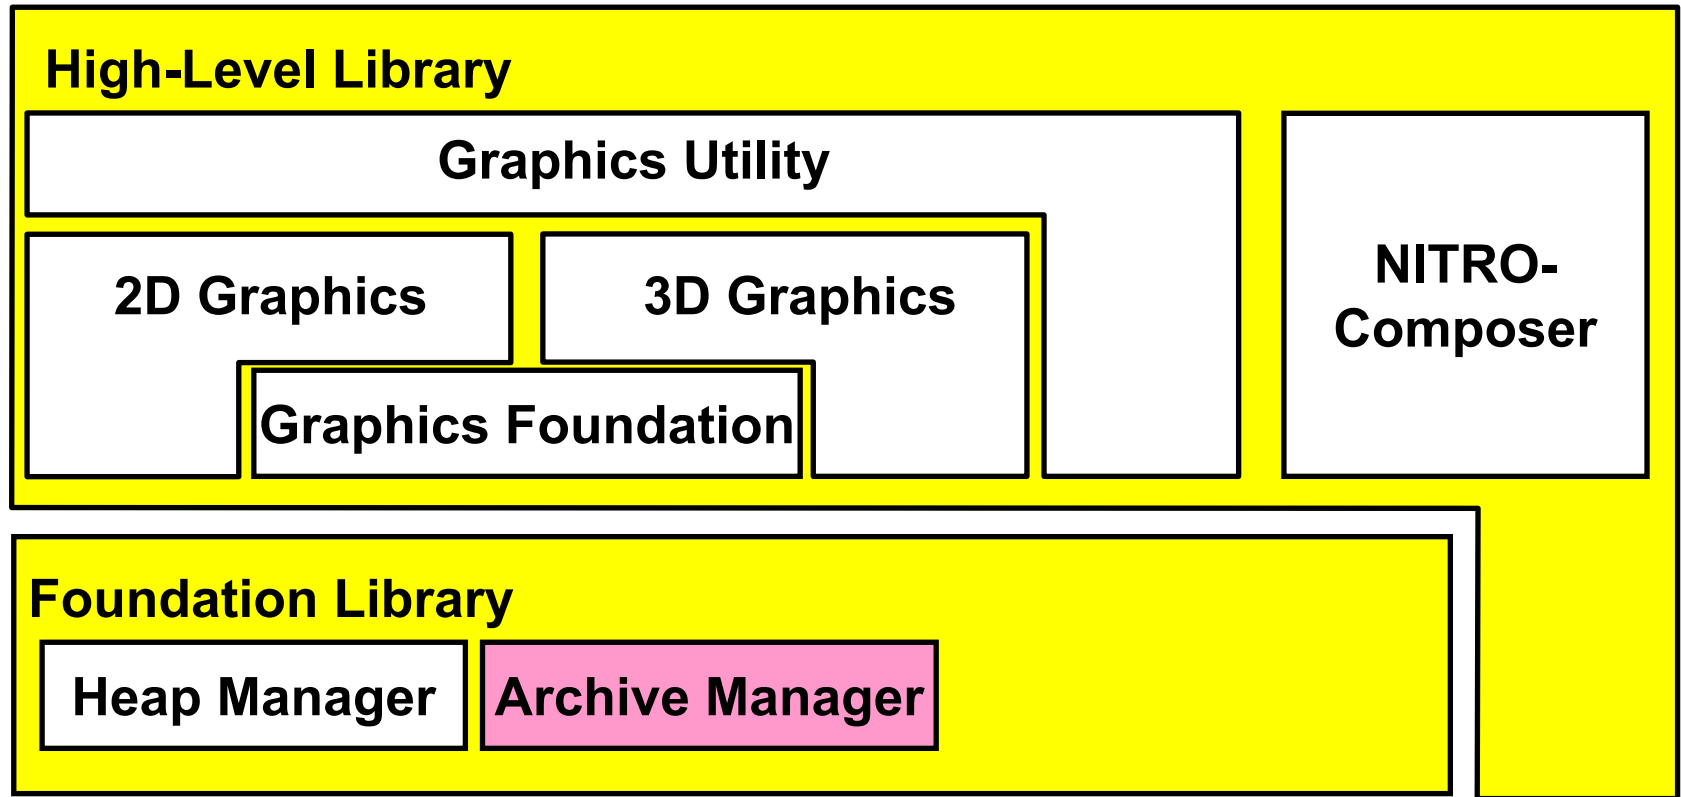 High-Level Library
Graphics Utility
2D Graphics
3D Graphics
NITRO-
Composer
Graphics Foundation
Foundation Library
Heap Manager
Archive Manager